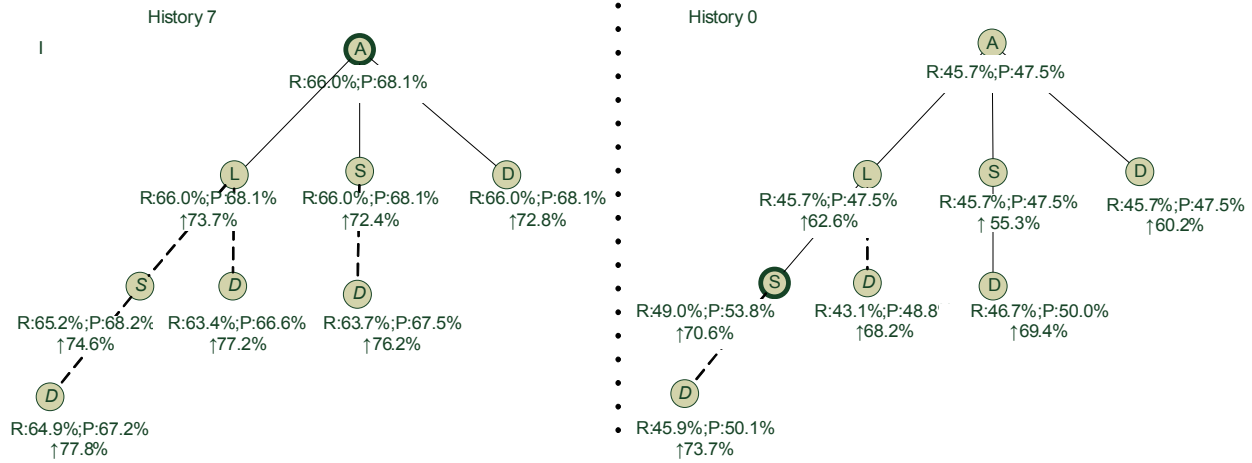 History 7
I
A
R:66.0%;P:68.1%
L
S
D
R:66.0%;P:68.1%
↑73.7%
R:66.0%;P:68.1%
↑72.4%
R:66.0%;P:68.1%
↑72.8%
S
D
D
R:65.2%;P:68.2%
↑74.6%
R:63.4%;P:66.6%
↑77.2%
R:63.7%;P:67.5%
↑76.2%
D
R:64.9%;P:67.2%
↑77.8%
History 0
A
R:45.7%;P:47.5%
L
S
D
R:45.7%;P:47.5%
↑62.6%
R:45.7%;P:47.5%
↑ 55.3%
R:45.7%;P:47.5%
↑60.2%
S
D
D
R:49.0%;P:53.8%
↑70.6%
R:43.1%;P:48.8
↑68.2%
R:46.7%;P:50.0%
↑69.4%
D
R:45.9%;P:50.1%
↑73.7%